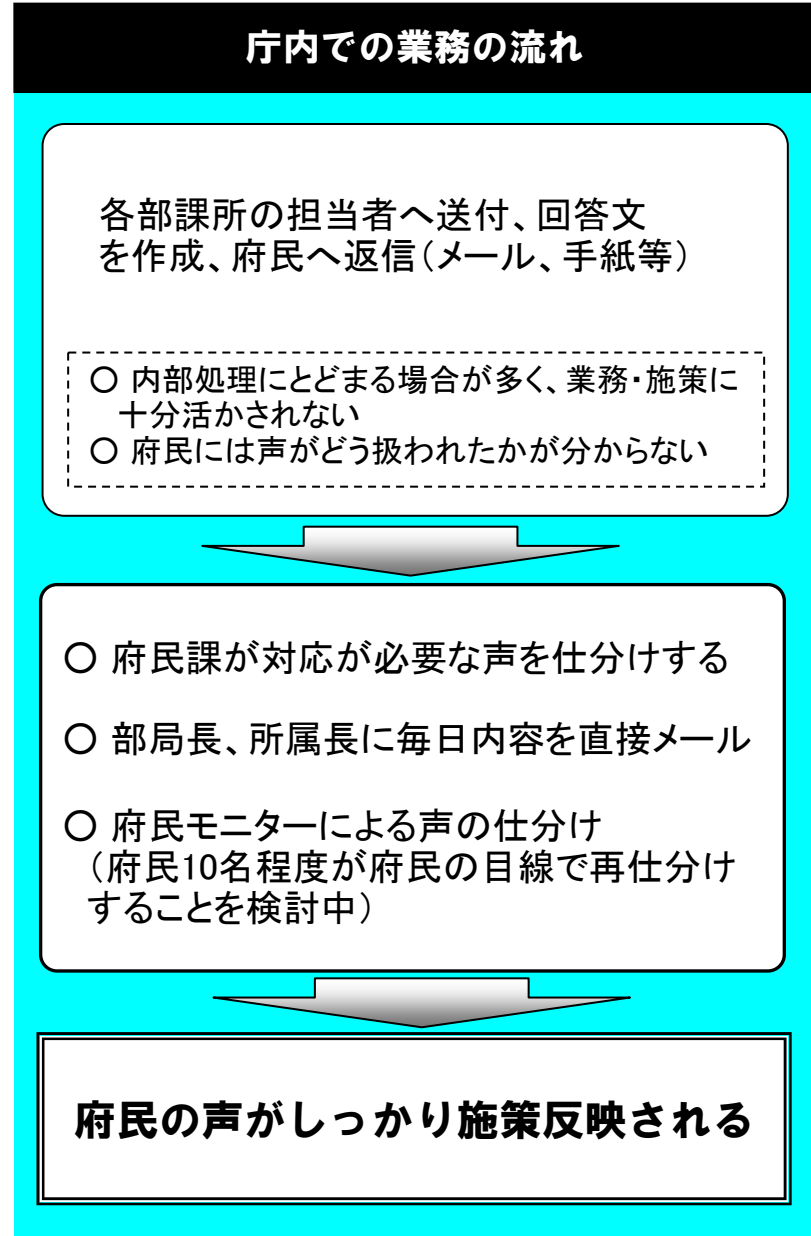 庁内での業務の流れ
各部課所の担当者へ送付、回答文
を作成、府民へ返信（メール、手紙等）
○ 内部処理にとどまる場合が多く、業務・施策に
十分活かされない
○ 府民には声がどう扱われたかが分からない
○ 府民課が対応が必要な声を仕分けする
○ 部局長、所属長に毎日内容を直接メール
○ 府民モニターによる声の仕分け
（府民10名程度が府民の目線で再仕分け
することを検討中）
府民の声がしっかり施策反映される